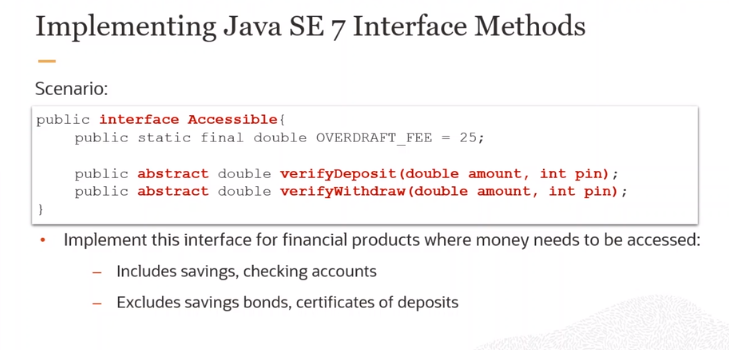 Implementing Java SE 7 Interface Methods
Scenario:
public interface Accessible{
public static final double OVERDRAFT_FEE = 25;
public abstract double verifyDeposit(double amount, int pin);
public abstract double verifyWithdraw(double amount, int pin);
}
• Implement this interface for financial products where money needs to be accessed:
– Includes savings, checking accounts
– Excludes savings bonds, certificates of deposits